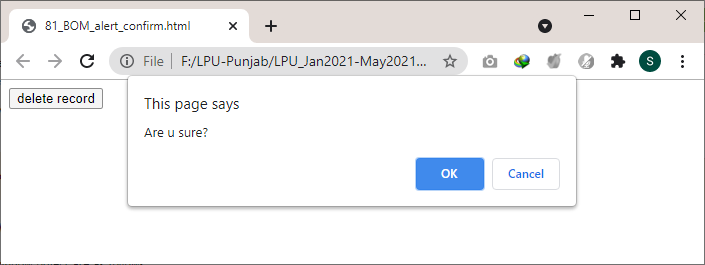 81_BOM_alert_confirm.html
File F:/LPU-Punjab/LPU_Jan2021-May2021...
S
delete record
This page says
Are u sure?
OK Cancel